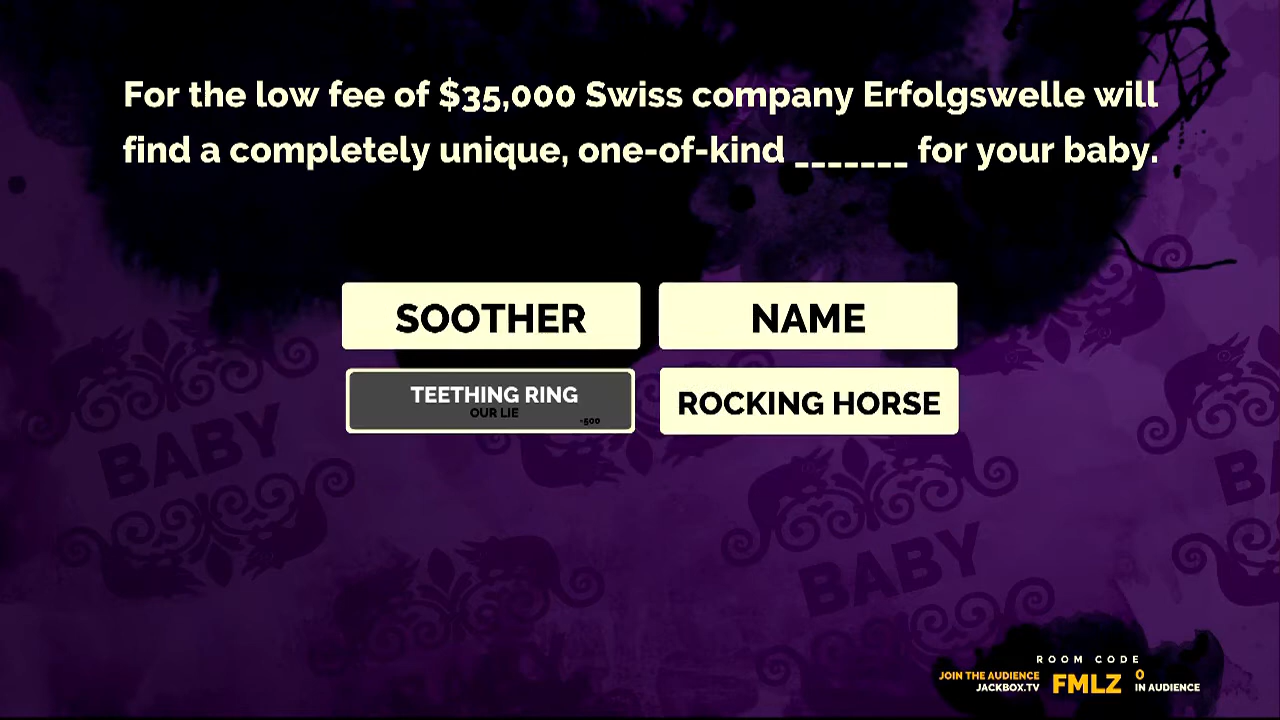 For the low fee of $35,000 Swiss company Erfolgswelle will
find a completely unique, one-of-kind _______ for your baby.
SOOTHER
NAME
TEETHING RING
OUR LIE
-500
ROCKING HORSE
BABY
BABY
BA
ROOM CODE
JOIN THE AUDIENCE
JACKBOX.TV
FMLZ
0
IN AUDIENCE